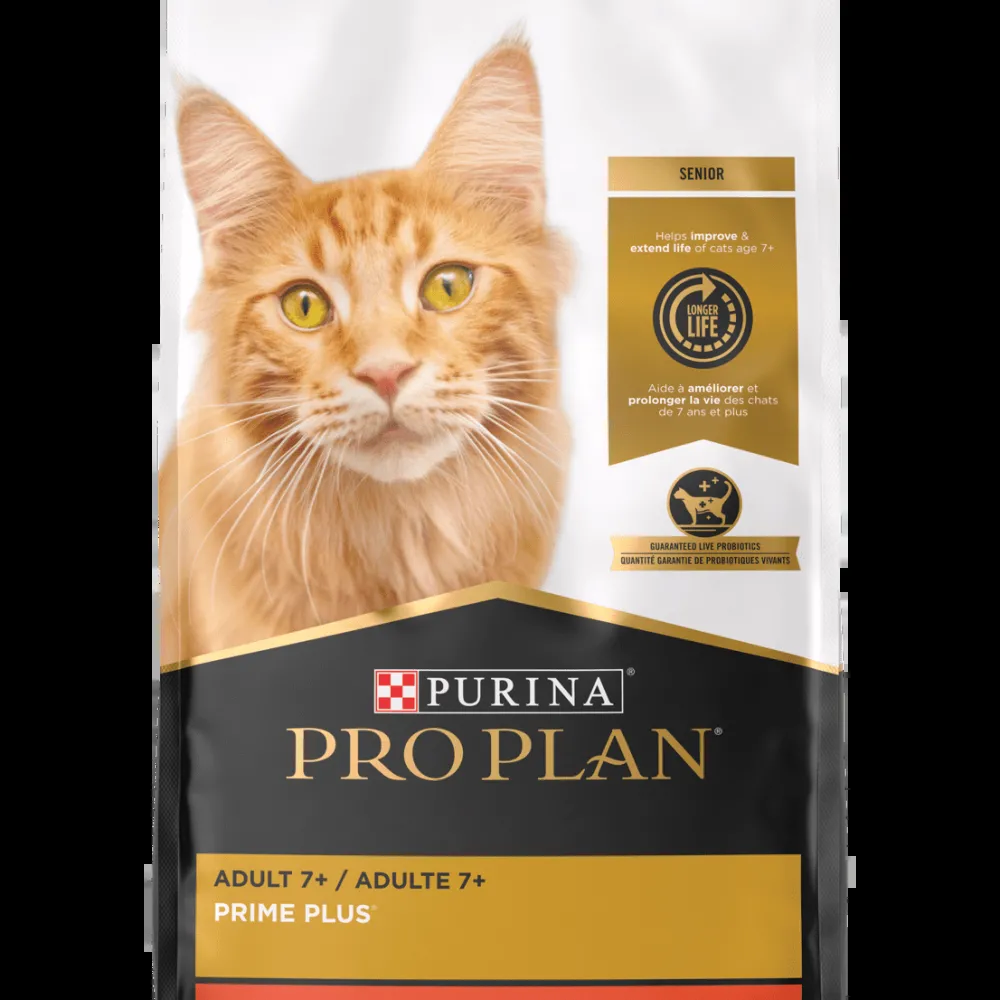 SENIOR
Helps improve &
extend life of cats age 7+
LONGER
LIFE
Aide à améliorer et
prolonger la vie des chats
de 7 ans et plus
GUARANTEED LIVE PROBIOTICS
QUANTITÉ GARANTIE DE PROBIOTIQUES VIVANTS
PURINA®
PRO PLAN®
ADULT 7+ / ADULTE 7+
PRIME PLUS®